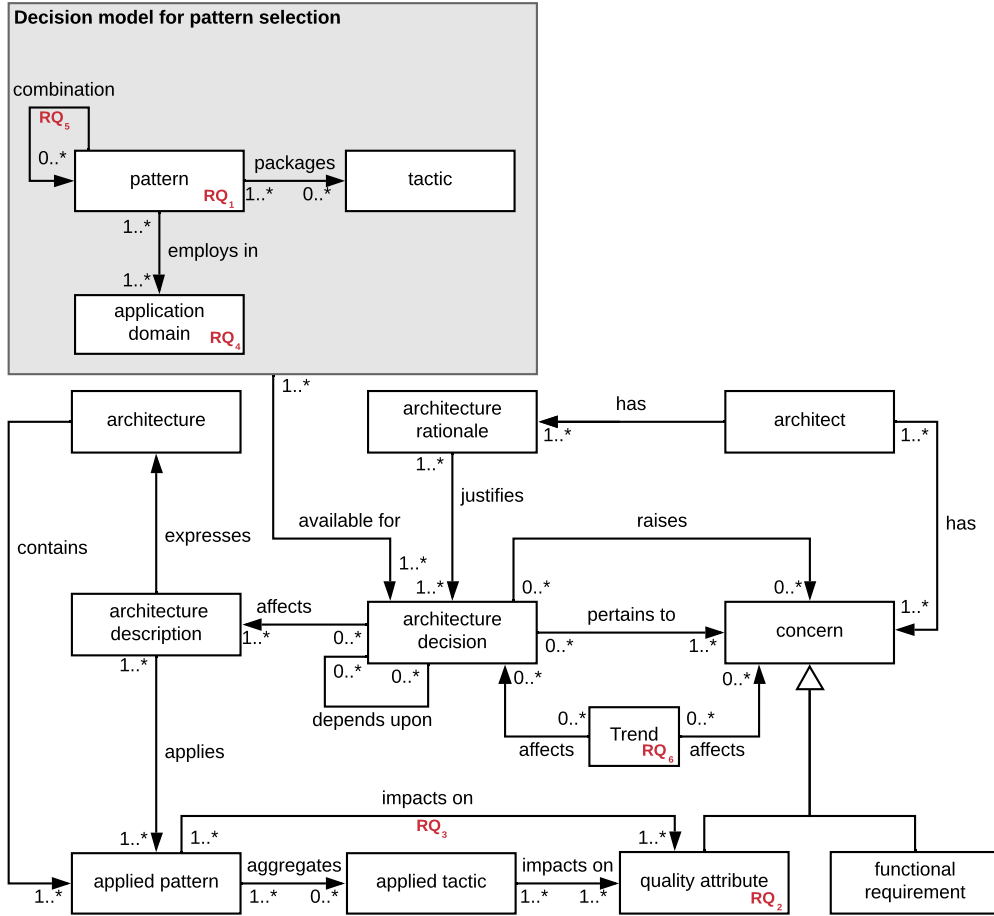 Decision model for pattern selection
combination
RQ5
0..*
pattern
RQ1
packages
1..*
0..*
tactic
1..*
employs in
1..*
application
domain
RQ4
1..*
architecture
architecture
rationale
has
1..*
architect
1..*
1..*
justifies
has
contains
expresses
available for
raises
1..*
1..*
0..*
0..*
1..*
architecture
description
affects
1..*
0..*
architecture
decision
pertains to
0..*
1..*
concern
1..*
0..*
0..*
depends upon
0..*
0..*
0..*
affects
Trend
RQ6
0..*
affects
applies
impacts on
RQ3
1..*
1..*
1..*
applied pattern
1..*
aggregates
1..*
0..*
applied tactic
impacts on
1..*
1..*
quality attribute
RQ2
functional
requirement